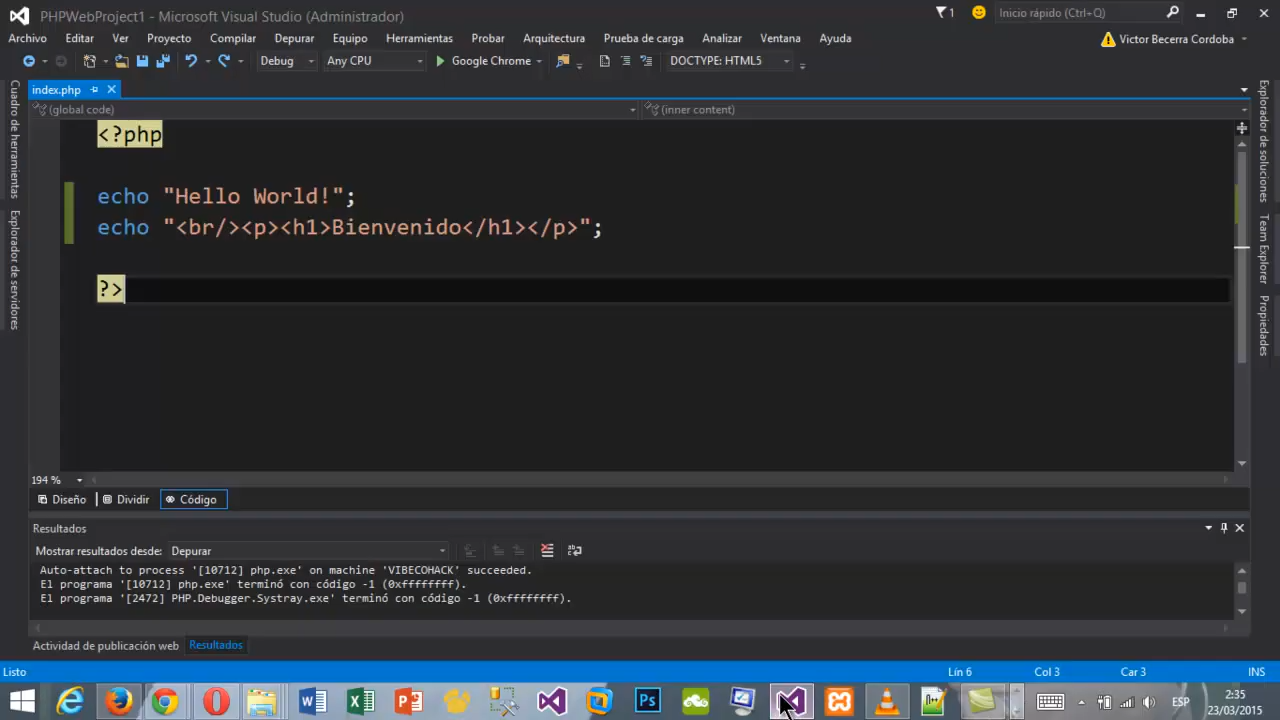 PHPWebProject1 - Microsoft Visual Studio (Administrador)
1
Inicio rápido (Ctrl+Q)
Archivo Editar Ver Proyecto Compilar Depurar Equipo Herramientas Probar Arquitectura Prueba de carga Analizar Ventana Ayuda
Victor Becerra Cordoba
Debug Any CPU Google Chrome DOCTYPE: HTML5
index.php
(global code) (inner content)
Cuadro de herramientas
Explorador de servidores
<?php
echo "Hello World!";
echo "<br/><p><h1>Bienvenido</h1></p>";
?>
Explorador de soluciones
Team Explorer
Propiedades
194 %
Diseño Dividir Código
Resultados
Mostrar resultados desde: Depurar
Auto-attach to process '[10712] php.exe' on machine 'VIBECOHACK' succeeded.
El programa '[10712] php.exe' terminó con código -1 (0xffffffff).
El programa '[2472] PHP.Debugger.Systray.exe' terminó con código -1 (0xffffffff).
Actividad de publicación web Resultados
Listo Lín 6 Col 3 Car 3 INS
Ps
ESP
2:35
23/03/2015